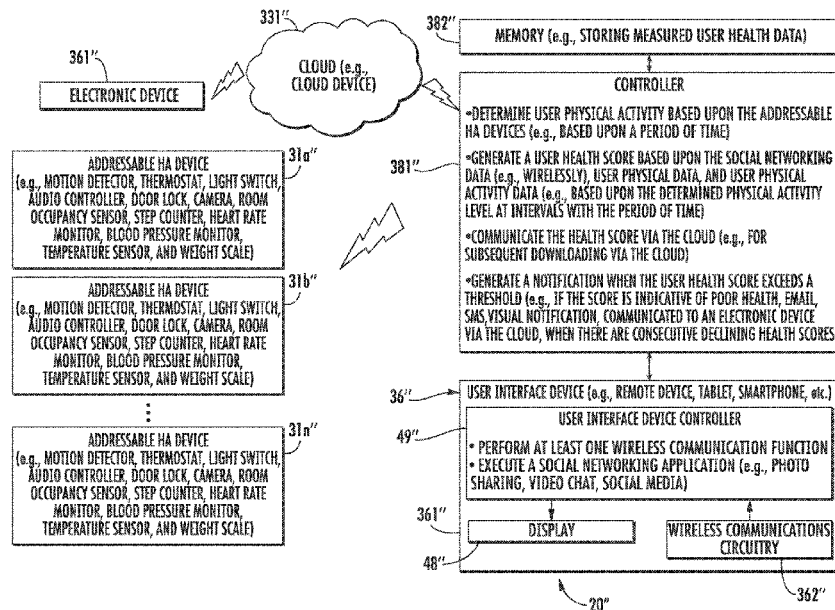 331''
361''
CLOUD (e.g.,
CLOUD DEVICE)
ELECTRONIC DEVICE
382''
MEMORY (e.g., STORING MEASURED USER HEALTH DATA)
ADDRESSABLE HA DEVICE
(e.g., MOTION DETECTOR, THERMOSTAT, LIGHT SWITCH,
AUDIO CONTROLLER, DOOR LOCK, CAMERA, ROOM
OCCUPANCY SENSOR, STEP COUNTER, HEART RATE
MONITOR, BLOOD PRESSURE MONITOR,
TEMPERATURE SENSOR, AND WEIGHT SCALE)
31a''
ADDRESSABLE HA DEVICE
(e.g., MOTION DETECTOR, THERMOSTAT, LIGHT SWITCH,
AUDIO CONTROLLER, DOOR LOCK, CAMERA, ROOM
OCCUPANCY SENSOR, STEP COUNTER, HEART RATE
MONITOR, BLOOD PRESSURE MONITOR,
TEMPERATURE SENSOR, AND WEIGHT SCALE)
31b''
ADDRESSABLE HA DEVICE
(e.g., MOTION DETECTOR, THERMOSTAT, LIGHT SWITCH,
AUDIO CONTROLLER, DOOR LOCK, CAMERA, ROOM
OCCUPANCY SENSOR, STEP COUNTER, HEART RATE
MONITOR, BLOOD PRESSURE MONITOR,
TEMPERATURE SENSOR, AND WEIGHT SCALE)
31n''
381''
CONTROLLER
•DETERMINE USER PHYSICAL ACTIVITY BASED UPON THE ADDRESSABLE
HA DEVICES (e.g., BASED UPON A PERIOD OF TIME)
•GENERATE A USER HEALTH SCORE BASED UPON THE SOCIAL NETWORKING
DATA (e.g., WIRELESSLY), USER PHYSICAL DATA, AND USER PHYSICAL
ACTIVITY DATA (e.g., BASED UPON THE DETERMINED PHYSICAL ACTIVITY
LEVEL AT INTERVALS WITH THE PERIOD OF TIME)
•COMMUNICATE THE HEALTH SCORE VIA THE CLOUD (e.g., FOR
SUBSEQUENT DOWNLOADING VIA THE CLOUD)
•GENERATE A NOTIFICATION WHEN THE USER HEALTH SCORE EXCEEDS A
THRESHOLD (e.g., IF THE SCORE IS INDICATIVE OF POOR HEALTH, EMAIL,
SMS,VISUAL NOTIFICATION, COMMUNICATED TO AN ELECTRONIC DEVICE
VIA THE CLOUD, WHEN THERE ARE CONSECUTIVE DECLINING HEALTH SCORES
36''
USER INTERFACE DEVICE (e.g., REMOTE DEVICE, TABLET, SMARTPHONE, etc.)
49''
USER INTERFACE DEVICE CONTROLLER
• PERFORM AT LEAST ONE WIRELESS COMMUNICATION FUNCTION
• EXECUTE A SOCIAL NETWORKING APPLICATION (e.g., PHOTO
SHARING, VIDEO CHAT, SOCIAL MEDIA)
361''
DISPLAY
48''
WIRELESS COMMUNICATIONS
CIRCUITRY
362''
20''